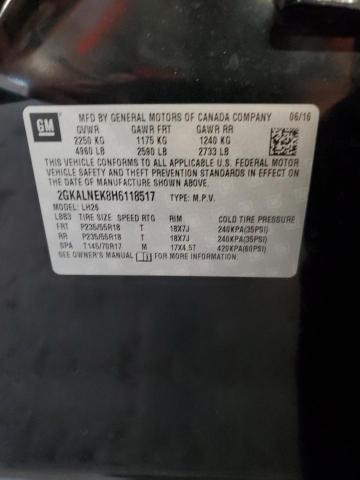 GM
MFD BY GENERAL MOTORS OF CANADA COMPANY 06/16
GVWR GAWR FRT GAWR RR
2250 KG 1175 KG 1240 KG
4960 LB 2590 LB 2733 LB
THIS VEHICLE CONFORMS TO ALL APPLICABLE U.S. FEDERAL MOTOR
VEHICLE SAFETY AND THEFT PREVENTION STANDARDS IN EFFECT
ON THE DATE OF MANUFACTURE SHOWN ABOVE.
2GKALNEK8H6118517 TYPE: M.P.V.
MODEL: LH26
LBB3 TIRE SIZE SPEED RTG RIM COLD TIRE PRESSURE
FRT P235/55R18 T 18X7J 240KPA(35PSI)
RR P235/55R18 T 18X7J 240KPA(35PSI)
SPA T145/70R17 M 17X4.5T 420KPA(60PSI)
SEE OWNER'S MANUAL FOR MORE INFORMATION.